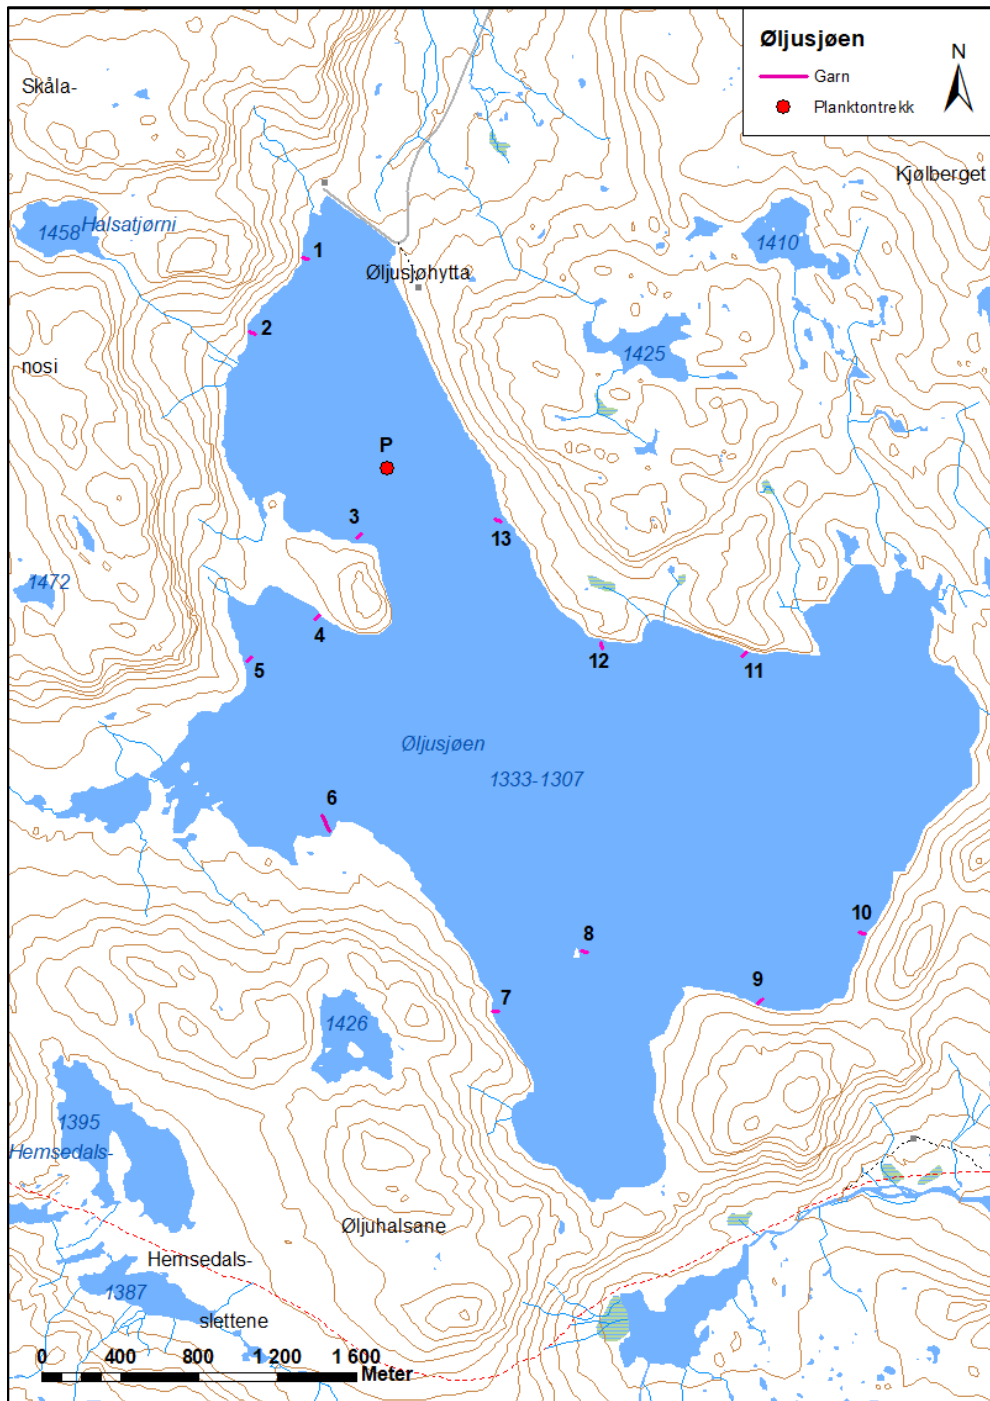 Øljusjøen
N
Garn
Planktontrekk
Skåla-
Kjølberget
1458
Halsatjørni
1410
1
Øljusjøhytta
2
1425
nosi
P
3
13
1472
4
12
11
5
Øljusjøen
1333-1307
6
10
8
9
7
1426
1395
Hemsedals-
Øljuhalsane
Hemsedals-
1387
slettene
0 400 800 1 200 1 600
Meter